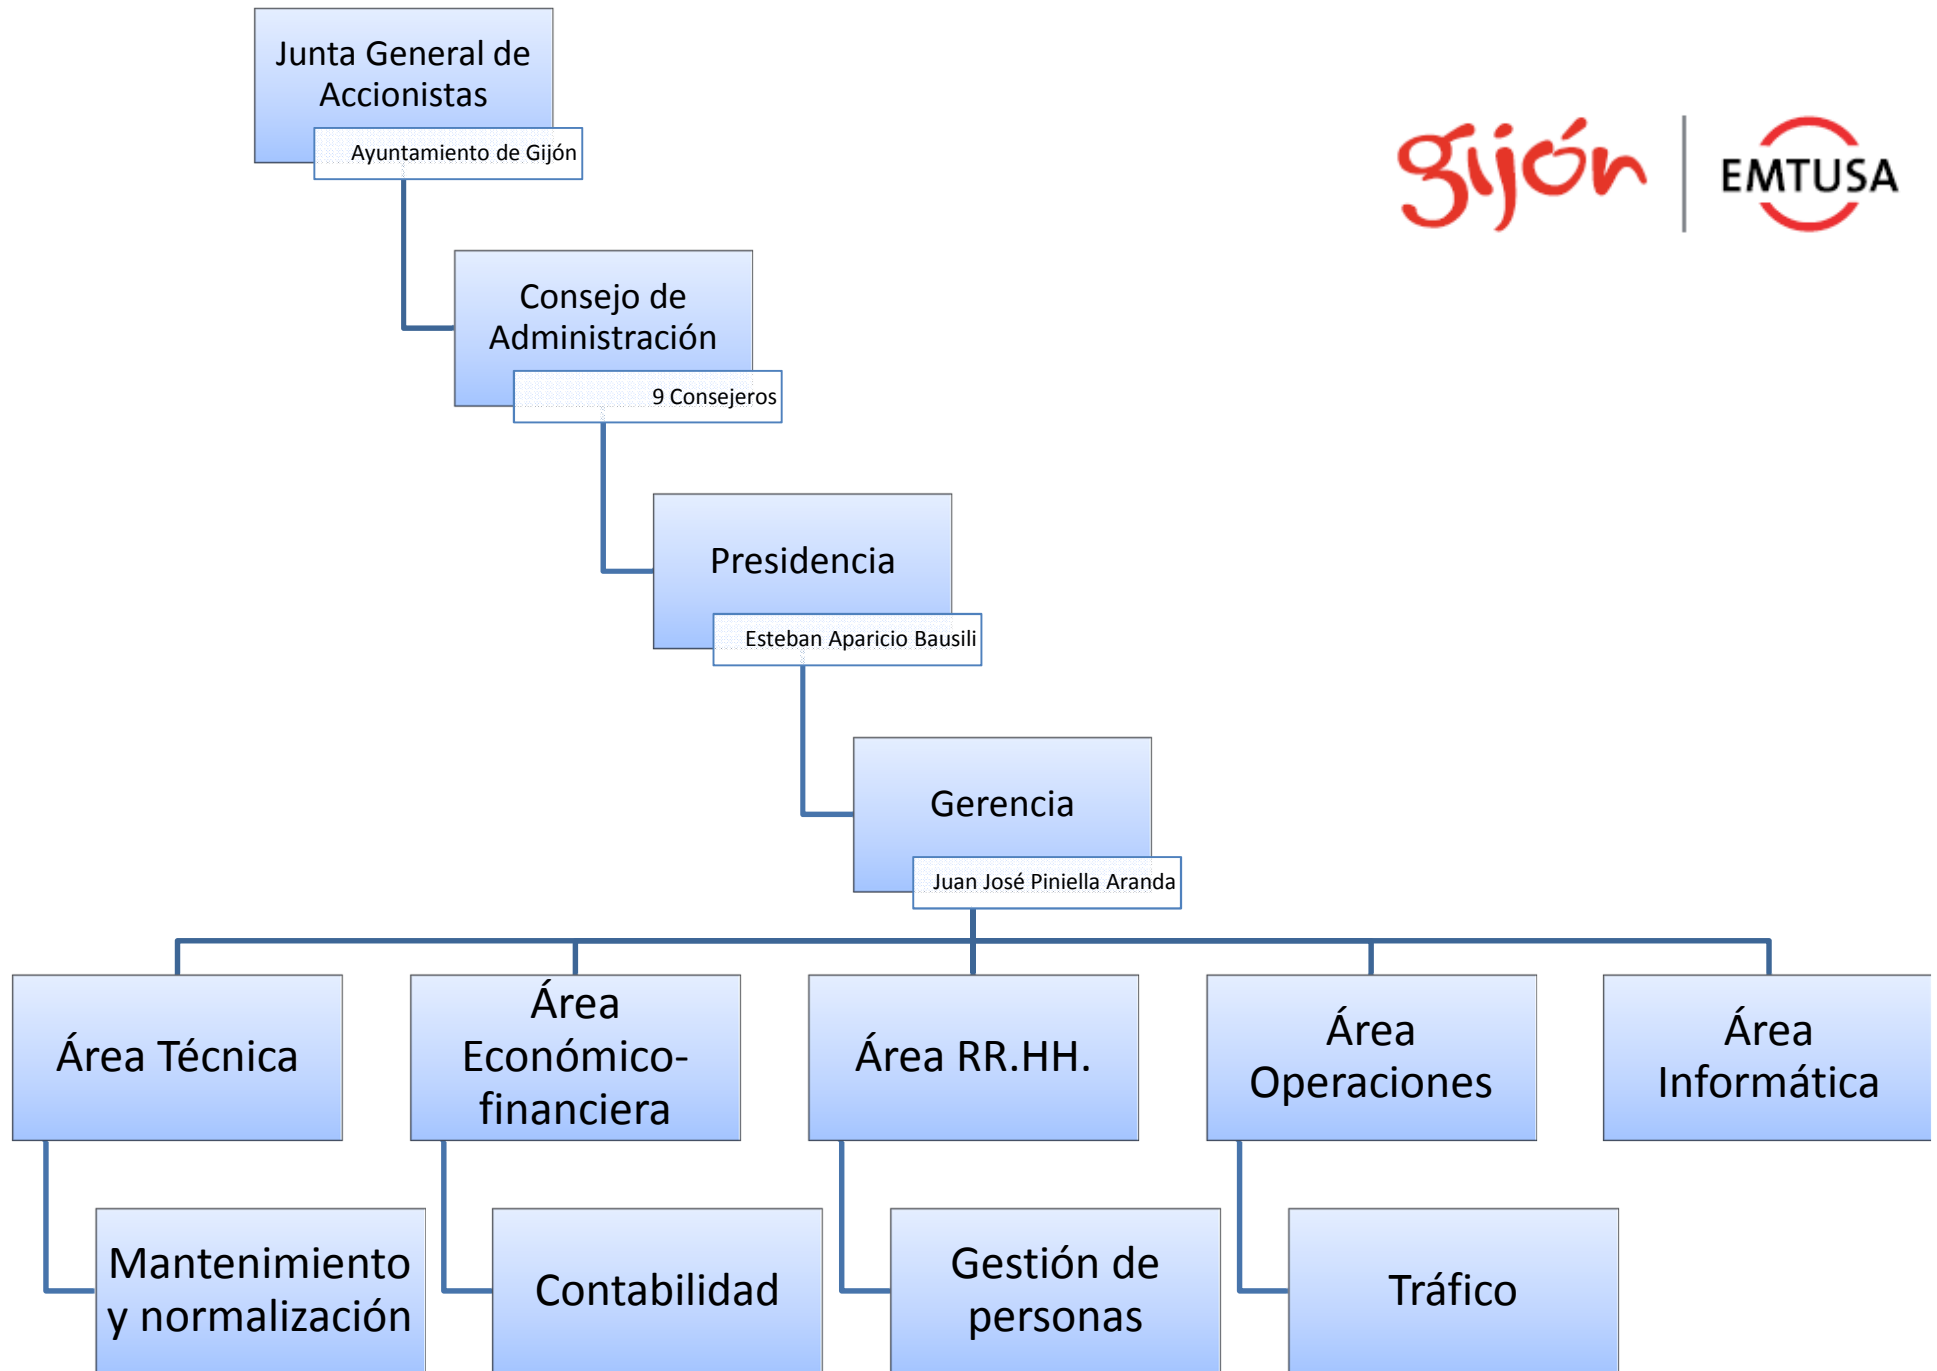 Junta General de
Accionistas
Ayuntamiento de Gijón
gijón
EMTUSA
Consejo de
Administración
9 Consejeros
Presidencia
Esteban Aparicio Bausili
Gerencia
Juan José Piniella Aranda
Área Técnica
Área
Económico-
financiera
Área RR.HH.
Área
Operaciones
Área
Informática
Mantenimiento
y normalización
Contabilidad
Gestión de
personas
Tráfico